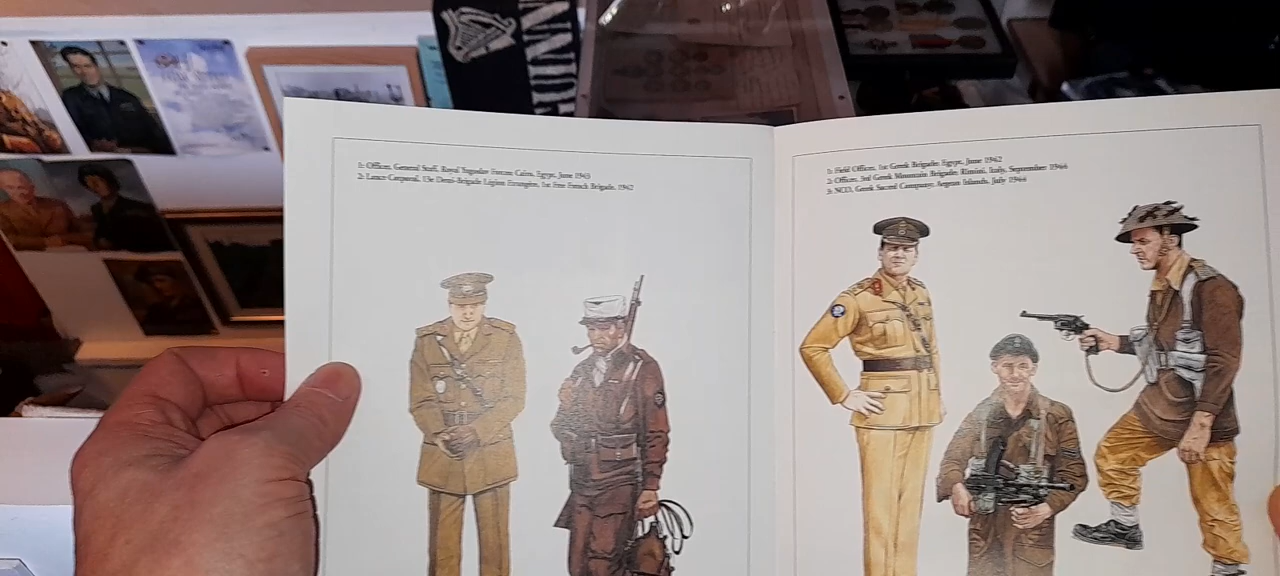 1: Officer, General Staff, Royal Yugoslav Forces: Cairo, Egypt, June 1943
2: Lance-Corporal, 13e Demi-Brigade Légion Etrangère, 1st Free French Brigade, 1942
1: Field Officer, 1st Greek Brigade: Egypt, June 1942
2: Officer, 3rd Greek Mountain Brigade: Rimini, Italy, September 1944
3: NCO, Greek Sacred Company: Aegean Islands, July 1944